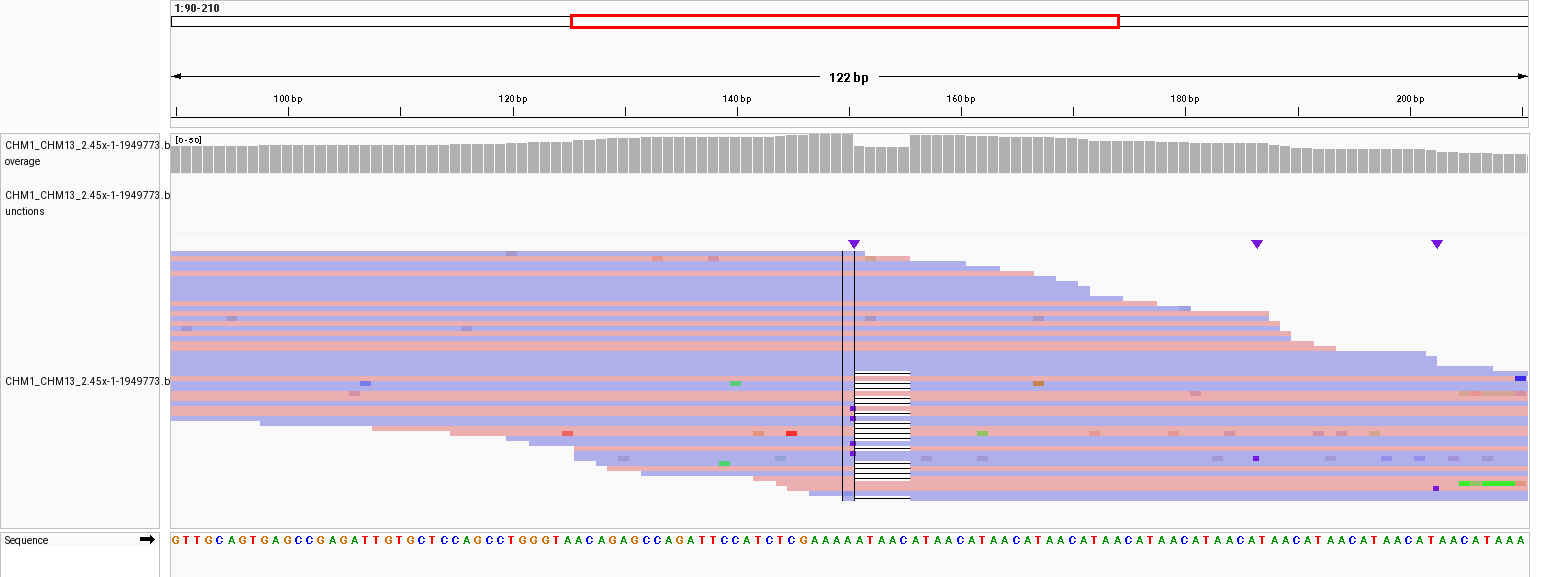 1:90-210
122 bp
100 bp 120 bp 140 bp 160 bp 180 bp 200 bp
CHM1_CHM13_2.45x-1-1949773.b
overage
[0-50]
CHM1_CHM13_2.45x-1-1949773.b
unctions
CHM1_CHM13_2.45x-1-1949773.b
Sequence G T T G C A G T G A G C C G A G A T T G T G C T C C A G C C T G G G T A A C A G A G C C A G A T T C C A T C T C G A A A A A T A A C A T A A C A T A A C A T A A C A T A A C A T A A C A T A A C A T A A C A T A A C A T A A C A T A A C A T A A A